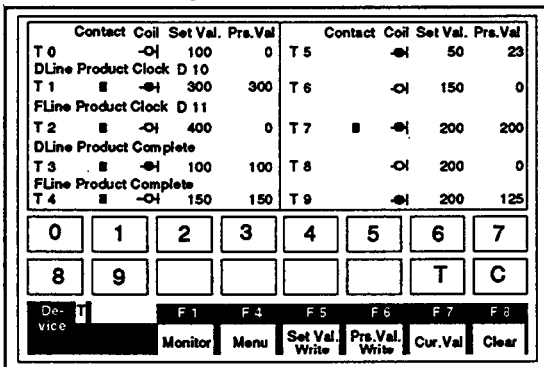 Contact Coil Set Val. Prs.Val Contact Coil Set Val. Prs.Val
T 0 100 0 T 5 50 23
DLine Product Clock D 10
T 1 300 300 T 6 150 0
FLine Product Clock D 11
T 2 400 0 T 7 200 200
DLine Product Complete
T 3 100 100 T 8 200 0
FLine Product Complete
T 4 150 150 T 9 200 125
0 1 2 3 4 5 6 7
8 9 T C
De- T F 1 F 4 F 5 F 6 F 7 F 8
vice
Monitor Menu Set Val. Prs.Val. Cur.Val Clear
Write Write